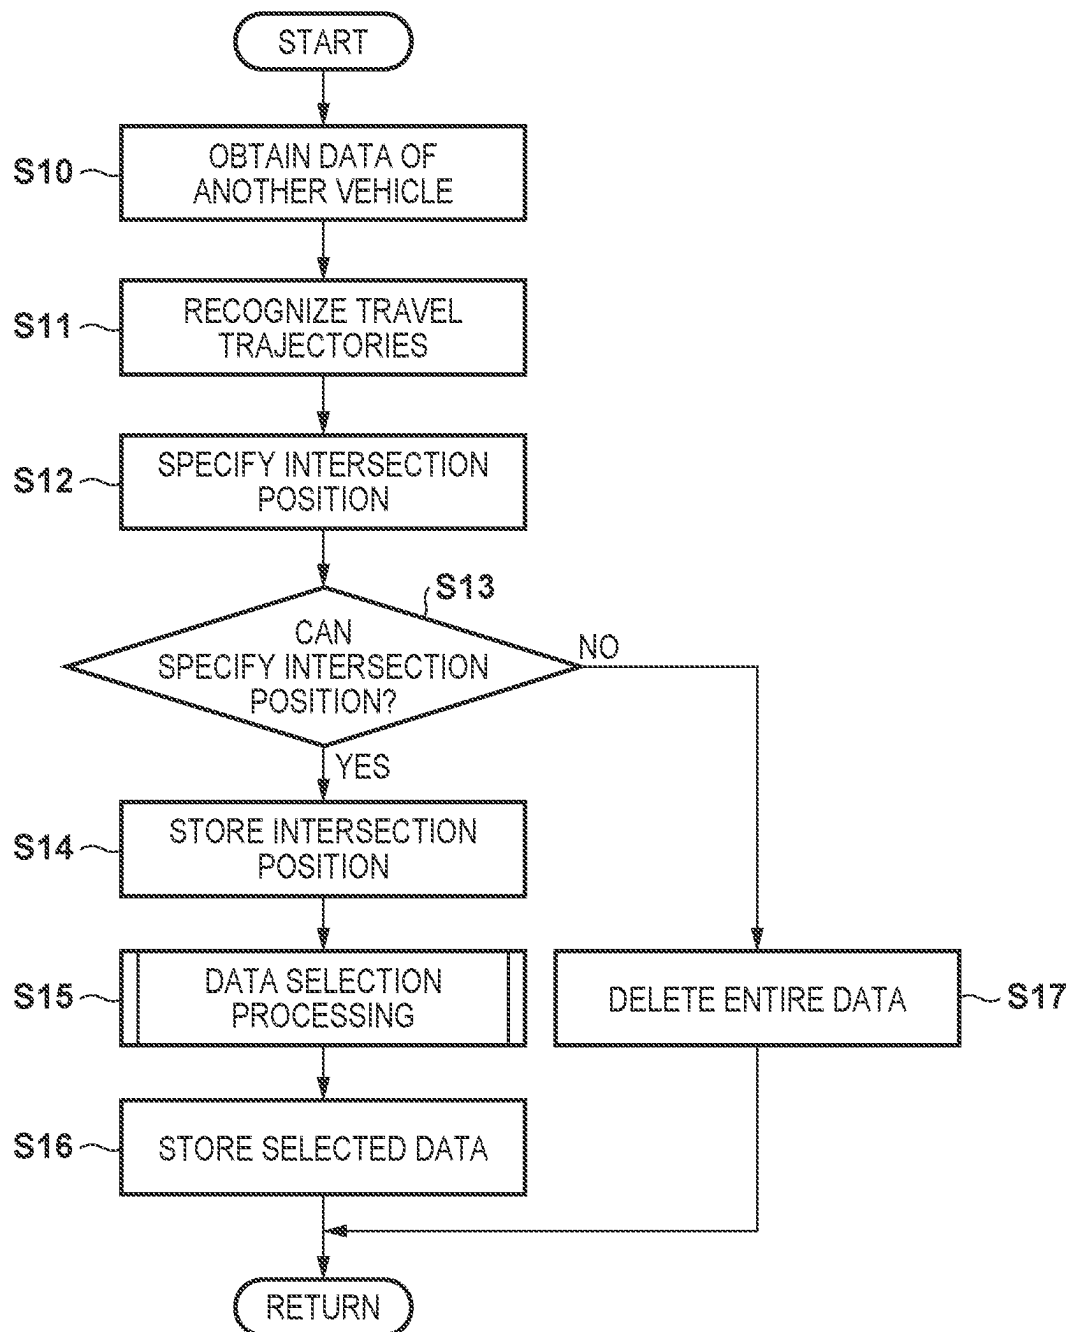 START
S10
OBTAIN DATA OF
ANOTHER VEHICLE
S11
RECOGNIZE TRAVEL
TRAJECTORIES
S12
SPECIFY INTERSECTION
POSITION
S13
CAN
SPECIFY INTERSECTION
POSITION?
NO
YES
S14
STORE INTERSECTION
POSITION
S15
DATA SELECTION
PROCESSING
DELETE ENTIRE DATA
S17
S16
STORE SELECTED DATA
RETURN